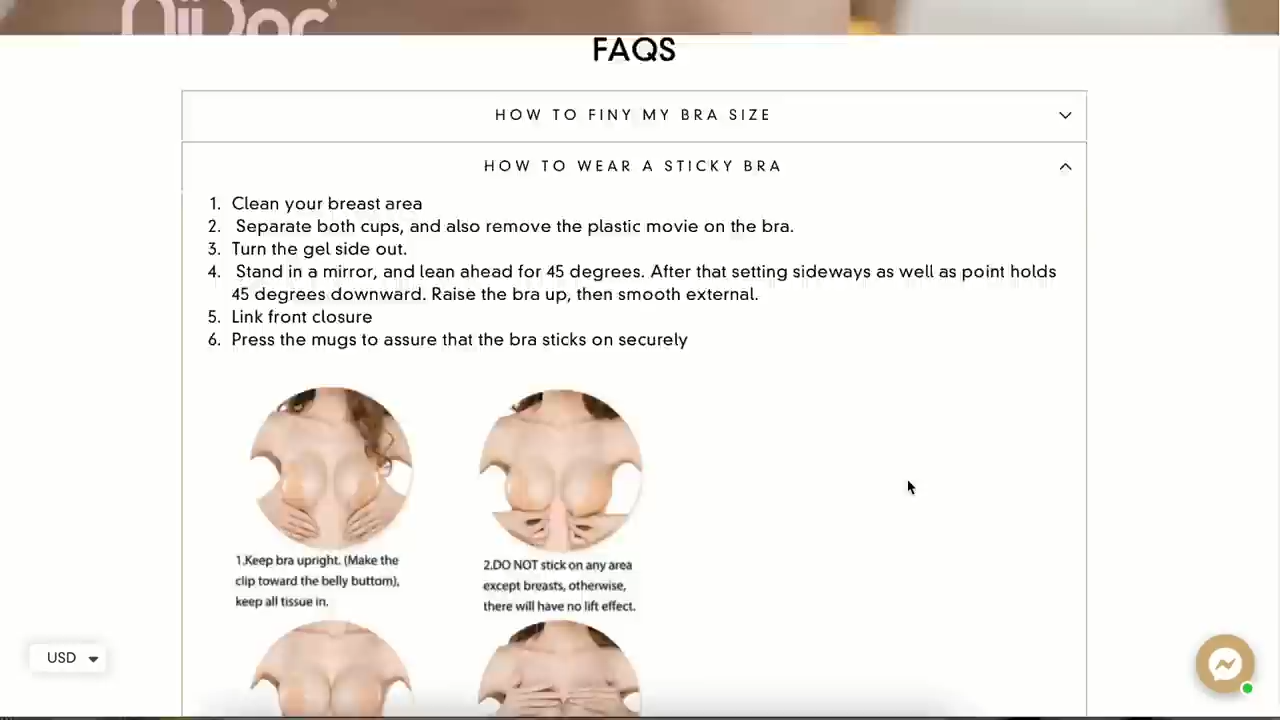 FAQS
HOW TO FINY MY BRA SIZE
HOW TO WEAR A STICKY BRA
1. Clean your breast area
2. Separate both cups, and also remove the plastic movie on the bra.
3. Turn the gel side out.
4. Stand in a mirror, and lean ahead for 45 degrees. After that setting sideways as well as point holds
45 degrees downward. Raise the bra up, then smooth external.
5. Link front closure
6. Press the mugs to assure that the bra sticks on securely
1.Keep bra upright. (Make the
clip toward the belly buttom),
keep all tissue in.
2.DO NOT stick on any area
except breasts, otherwise,
there will have no lift effect.
USD